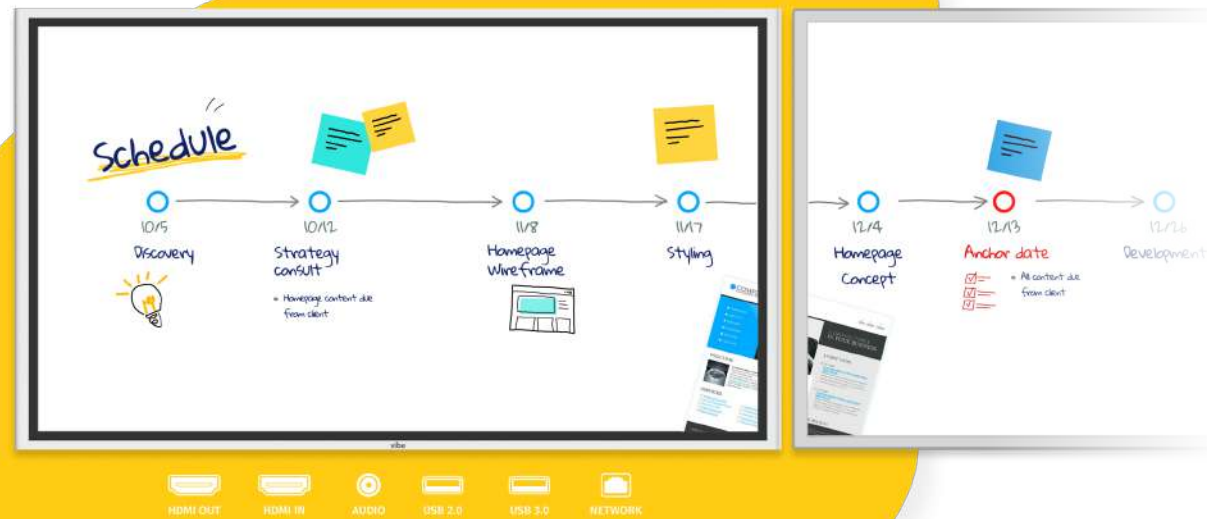 Schedule
10/5
Discovery
10/12
Strategy
consult
Homepage content due
from client
11/8
Homepage
Wireframe
11/17
Styling
12/4
Homepage
Concept
12/13
Anchor date
All content due
from client
12/26
Development
vibe
HDMI OUT
HDMI IN
AUDIO
USB 2.0
USB 3.0
NETWORK